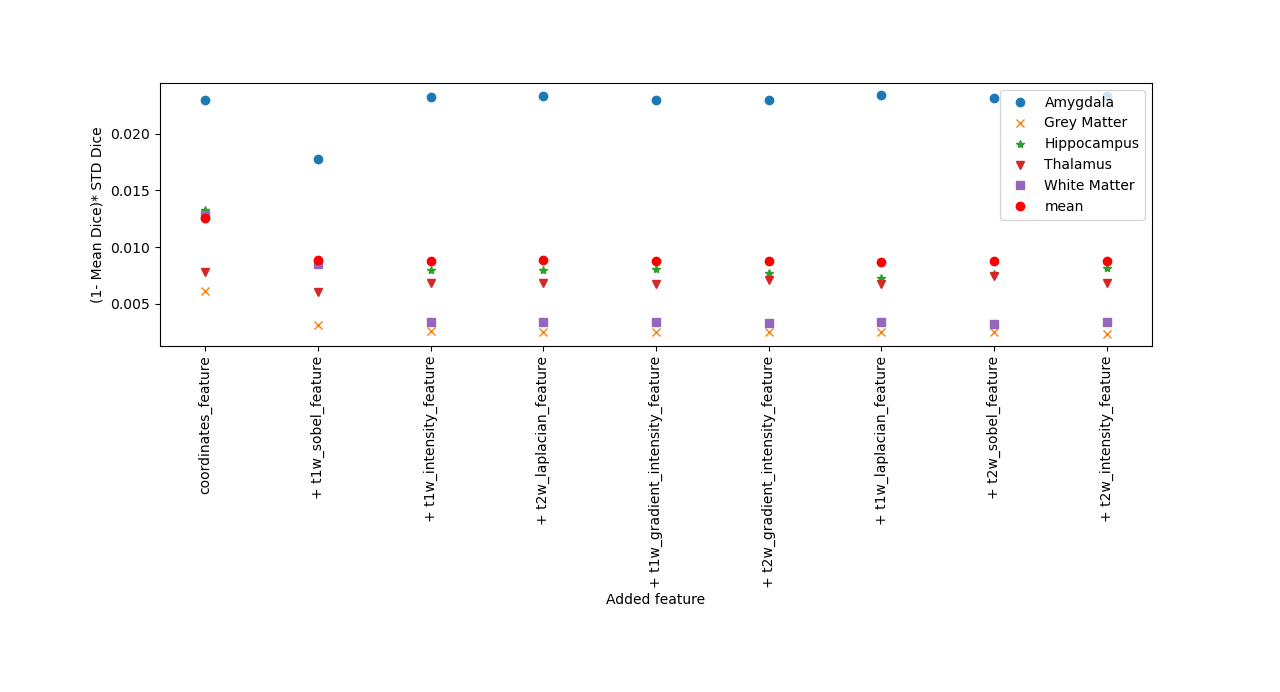 (1- Mean Dice)* STD Dice
0.020
0.015
0.010
0.005
Amygdala
Grey Matter
Hippocampus
Thalamus
White Matter
mean
coordinates_feature
+ t1w_sobel_feature
+ t1w_intensity_feature
+ t2w_laplacian_feature
+ t1w_gradient_intensity_feature
+ t2w_gradient_intensity_feature
+ t1w_laplacian_feature
+ t2w_sobel_feature
+ t2w_intensity_feature
Added feature